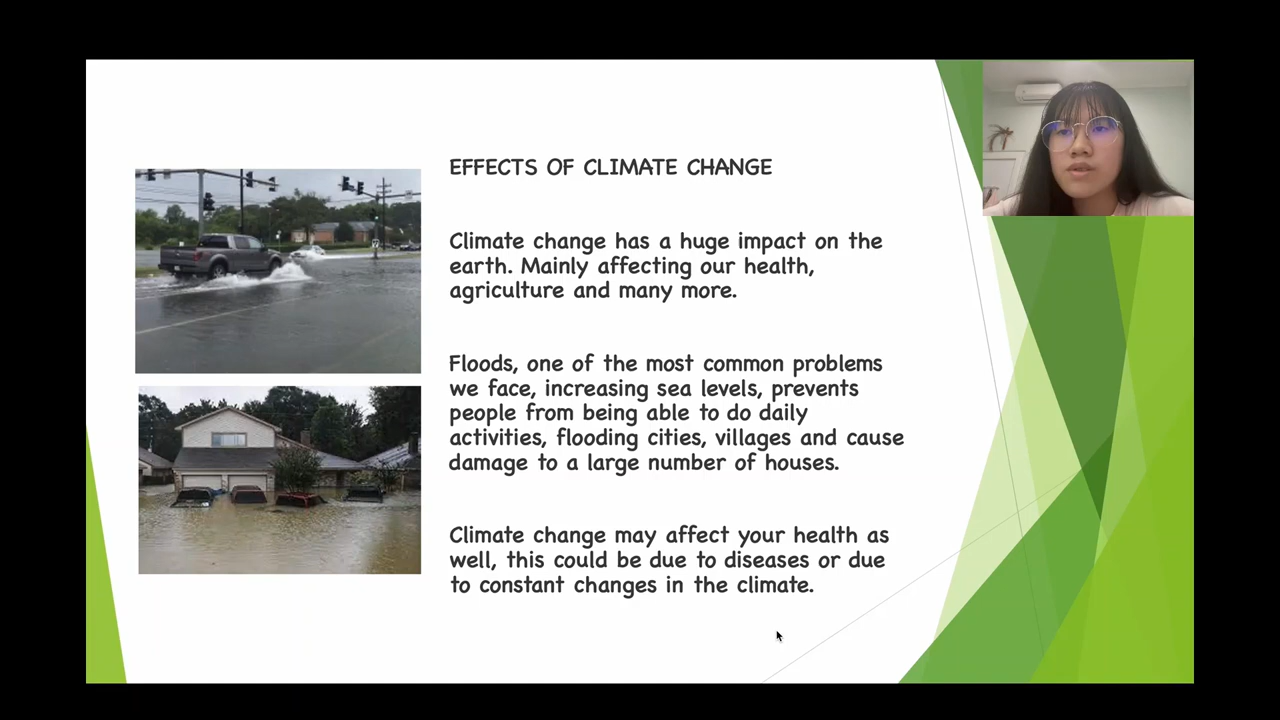 EFFECTS OF CLIMATE CHANGE
Climate change has a huge impact on the
earth. Mainly affecting our health,
agriculture and many more.
Floods, one of the most common problems
we face, increasing sea levels, prevents
people from being able to do daily
activities, flooding cities, villages and cause
damage to a large number of houses.
Climate change may affect your health as
well, this could be due to diseases or due
to constant changes in the climate.